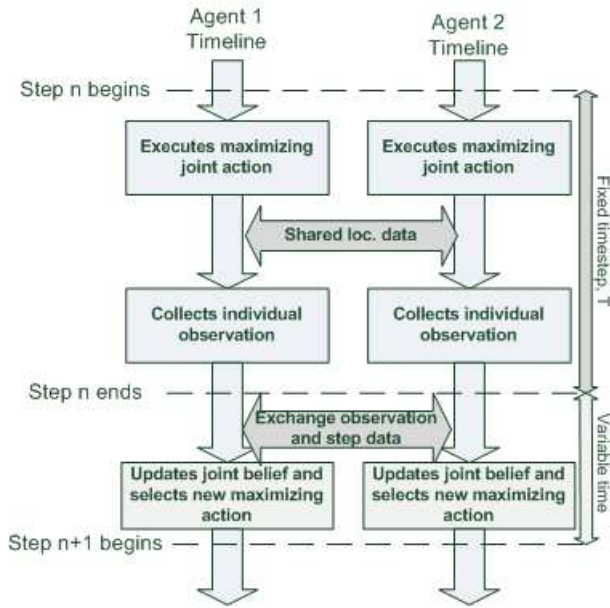 Agent 1
Timeline
Agent 2
Timeline
Step n begins
Executes maximizing
joint action
Executes maximizing
joint action
Shared loc. data
Fixed timestep, T
Collects individual
observation
Collects individual
observation
Step n ends
Exchange observation
and step data
Variable time
Updates joint belief and
selects new maximizing
action
Updates joint belief and
selects new maximizing
action
Step n+1 begins